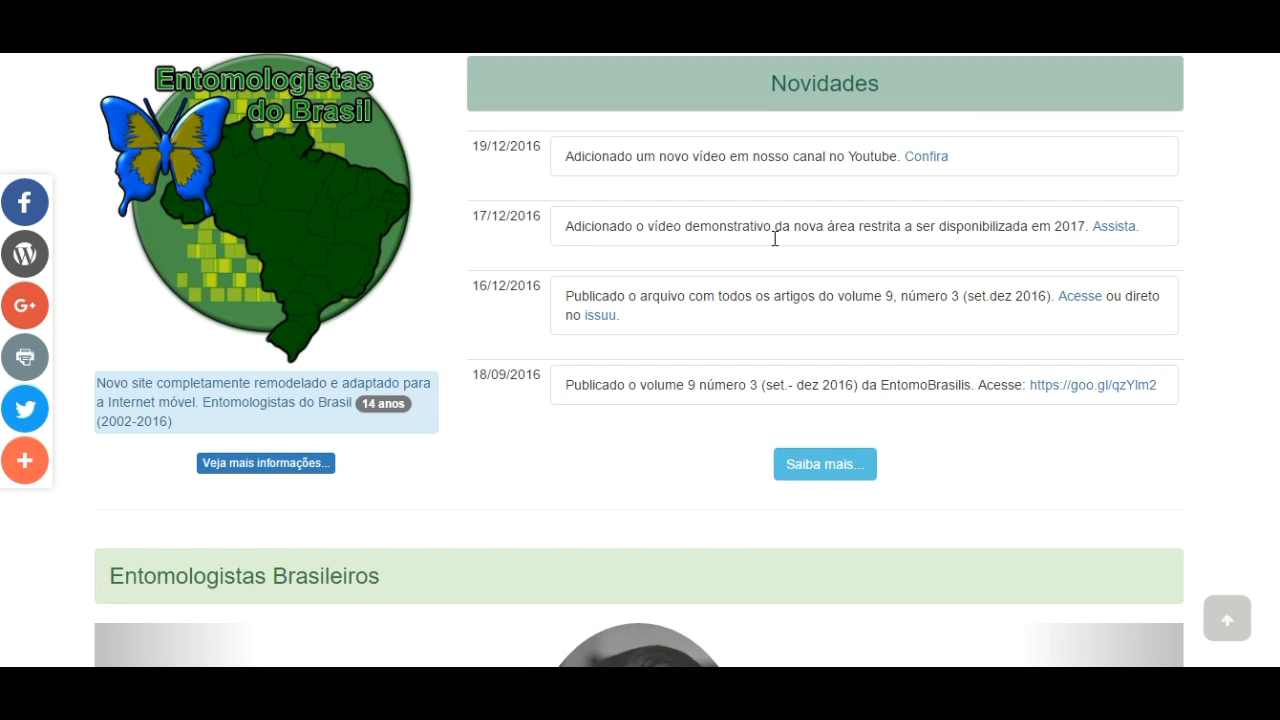 Entomologistas
do Brasil
Novo site completamente remodelado e adaptado para
a Internet móvel. Entomologistas do Brasil 14 anos
(2002-2016)
Veja mais informações...
Novidades
19/12/2016
Adicionado um novo vídeo em nosso canal no Youtube. Confira
17/12/2016
Adicionado o vídeo demonstrativo da nova área restrita a ser disponibilizada em 2017. Assista.
16/12/2016
Publicado o arquivo com todos os artigos do volume 9, número 3 (set.dez 2016). Acesse ou direto
no issuu.
18/09/2016
Publicado o volume 9 número 3 (set.- dez 2016) da EntomoBrasilis. Acesse: https://goo.gl/qzYlm2
Saiba mais...
Entomologistas Brasileiros